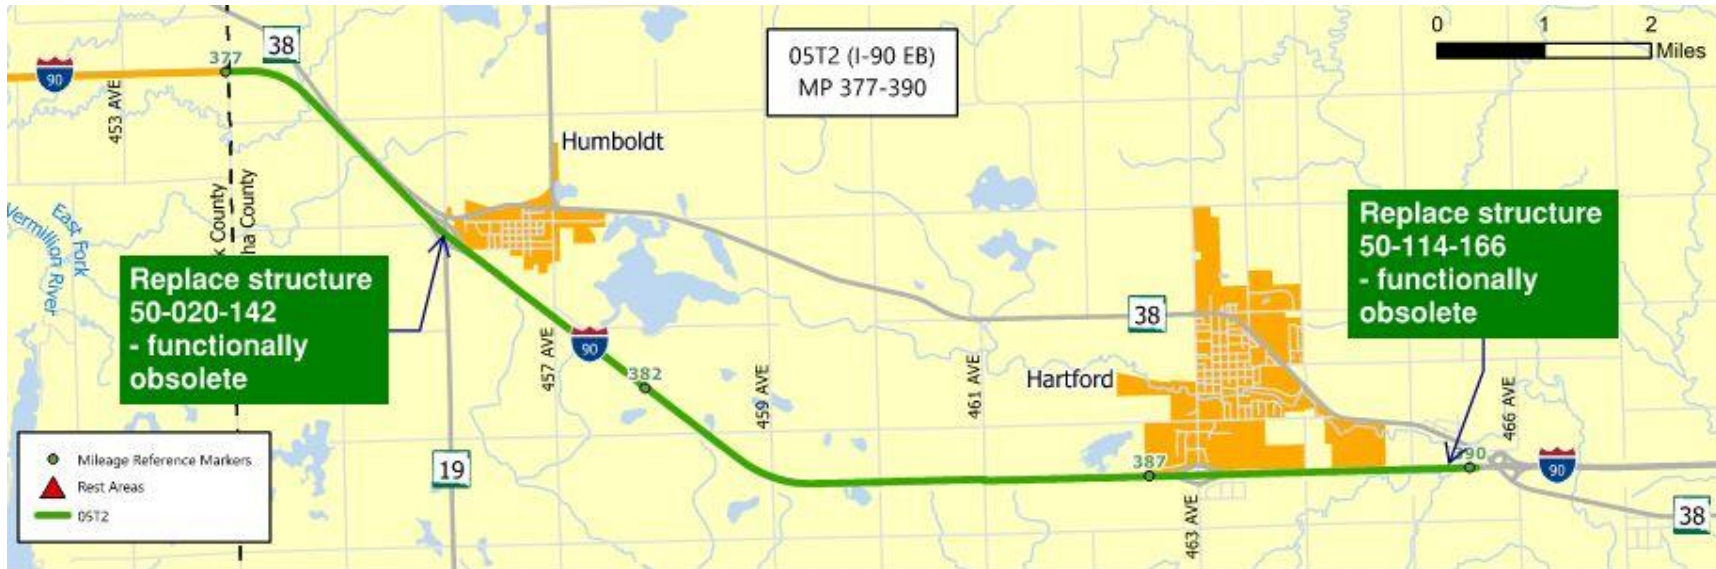 38
0 1 2
Miles
377
90
453 AVE
05T2 (I-90 EB)
MP 377-390
Humboldt
East Fork
Vermillion River
k County
ha County
Replace structure
50-020-142
- functionally
obsolete
Replace structure
50-114-166
- functionally
obsolete
38
90
457 AVE
382
459 AVE
461 AVE
Hartford
466 AVE
19
387
390
90
463 AVE
38
Mileage Reference Markers
Rest Areas
05T2